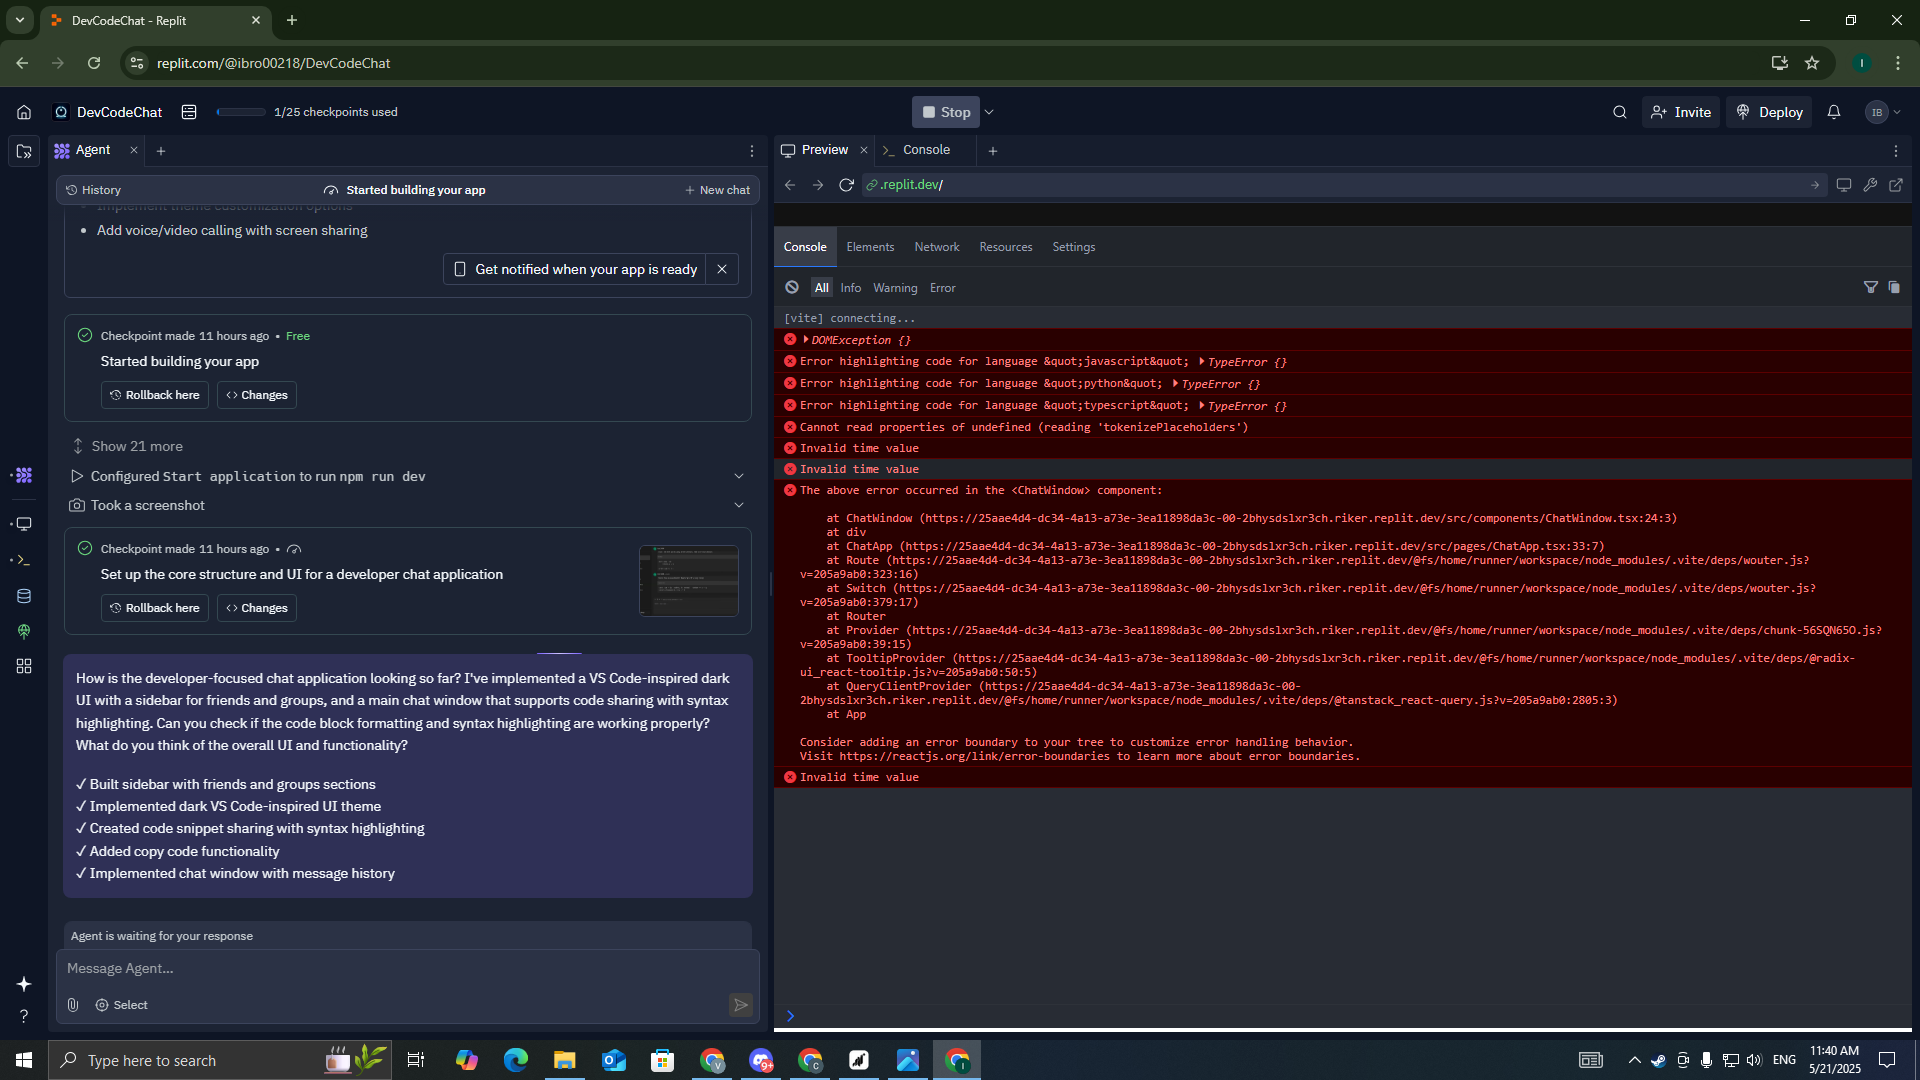 DevCodeChat - Replit
replit.com/@ibro00218/DevCodeChat
I
DevCodeChat
1/25 checkpoints used
Stop
Invite
Deploy
IB
Agent
Preview
Console
History
Started building your app
New chat
.replit.dev/
Implement theme customization options
Add voice/video calling with screen sharing
Get notified when your app is ready
Checkpoint made 11 hours ago • Free
Started building your app
Rollback here
Changes
Show 21 more
Configured Start application to run npm run dev
Took a screenshot
Checkpoint made 11 hours ago •
Set up the core structure and UI for a developer chat application
Rollback here
Changes
How is the developer-focused chat application looking so far? I've implemented a VS Code-inspired dark
UI with a sidebar for friends and groups, and a main chat window that supports code sharing with syntax
highlighting. Can you check if the code block formatting and syntax highlighting are working properly?
What do you think of the overall UI and functionality?
✓ Built sidebar with friends and groups sections
✓ Implemented dark VS Code-inspired UI theme
✓ Created code snippet sharing with syntax highlighting
✓ Added copy code functionality
✓ Implemented chat window with message history
Agent is waiting for your response
Message Agent...
Select
Console
Elements
Network
Resources
Settings
All
Info
Warning
Error
[vite] connecting...
DOMException {}
Error highlighting code for language &quot;javascript&quot; TypeError {}
Error highlighting code for language &quot;python&quot; TypeError {}
Error highlighting code for language &quot;typescript&quot; TypeError {}
Cannot read properties of undefined (reading 'tokenizePlaceholders')
Invalid time value
Invalid time value
The above error occurred in the <ChatWindow> component:
at ChatWindow (https://25aae4d4-dc34-4a13-a73e-3ea11898da3c-00-2bhysdslxr3ch.riker.replit.dev/src/components/ChatWindow.tsx:24:3)
at div
at ChatApp (https://25aae4d4-dc34-4a13-a73e-3ea11898da3c-00-2bhysdslxr3ch.riker.replit.dev/src/pages/ChatApp.tsx:33:7)
at Route (https://25aae4d4-dc34-4a13-a73e-3ea11898da3c-00-2bhysdslxr3ch.riker.replit.dev/@fs/home/runner/workspace/node_modules/.vite/deps/wouter.js?
v=205a9ab0:323:16)
at Switch (https://25aae4d4-dc34-4a13-a73e-3ea11898da3c-00-2bhysdslxr3ch.riker.replit.dev/@fs/home/runner/workspace/node_modules/.vite/deps/wouter.js?
v=205a9ab0:379:17)
at Router
at Provider (https://25aae4d4-dc34-4a13-a73e-3ea11898da3c-00-2bhysdslxr3ch.riker.replit.dev/@fs/home/runner/workspace/node_modules/.vite/deps/chunk-56SQN65O.js?
v=205a9ab0:39:15)
at TooltipProvider (https://25aae4d4-dc34-4a13-a73e-3ea11898da3c-00-2bhysdslxr3ch.riker.replit.dev/@fs/home/runner/workspace/node_modules/.vite/deps/@radix-
ui_react-tooltip.js?v=205a9ab0:50:5)
at QueryClientProvider (https://25aae4d4-dc34-4a13-a73e-3ea11898da3c-00-
2bhysdslxr3ch.riker.replit.dev/@fs/home/runner/workspace/node_modules/.vite/deps/@tanstack_react-query.js?v=205a9ab0:2805:3)
at App
Consider adding an error boundary to your tree to customize error handling behavior.
Visit https://reactjs.org/link/error-boundaries to learn more about error boundaries.
Invalid time value
Type here to search
ENG
11:40 AM
5/21/2025